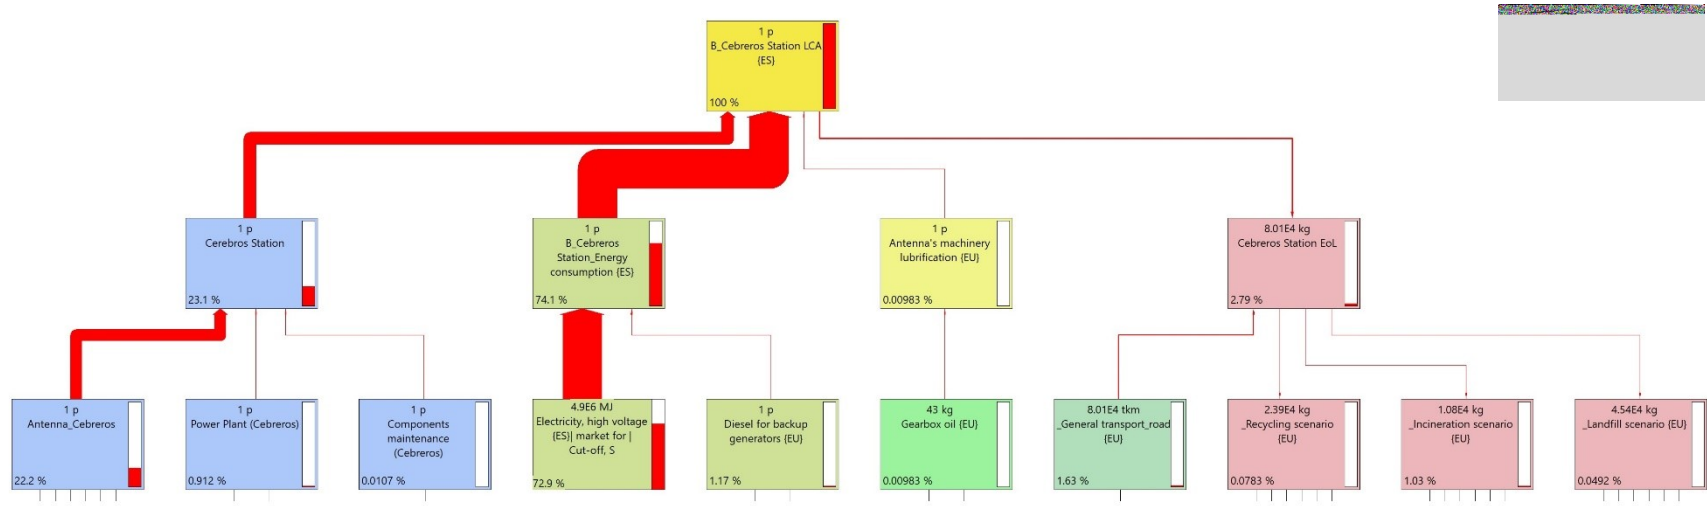 1 p
B_Cebreros Station LCA
{ES}
100 %
1 p
Cerebros Station
23.1 %
1 p
B_Cebreros
Station_Energy
consumption {ES}
74.1 %
1 p
Antenna's machinery
lubrification {EU}
0.00983 %
8.01E4 kg
Cebreros Station EoL
2.79 %
1 p
Antenna_Cebreros
22.2 %
1 p
Power Plant (Cebreros)
0.912 %
1 p
Components
maintenance
(Cebreros)
0.0107 %
4.9E6 MJ
Electricity, high voltage
{ES}| market for |
Cut-off, S
72.9 %
1 p
Diesel for backup
generators {EU}
1.17 %
43 kg
Gearbox oil {EU}
0.00983 %
8.01E4 tkm
_General transport_road
{EU}
1.63 %
2.39E4 kg
_Recycling scenario
{EU}
0.0783 %
1.08E4 kg
_Incineration scenario
{EU}
1.03 %
4.54E4 kg
_Landfill scenario {EU}
0.0492 %